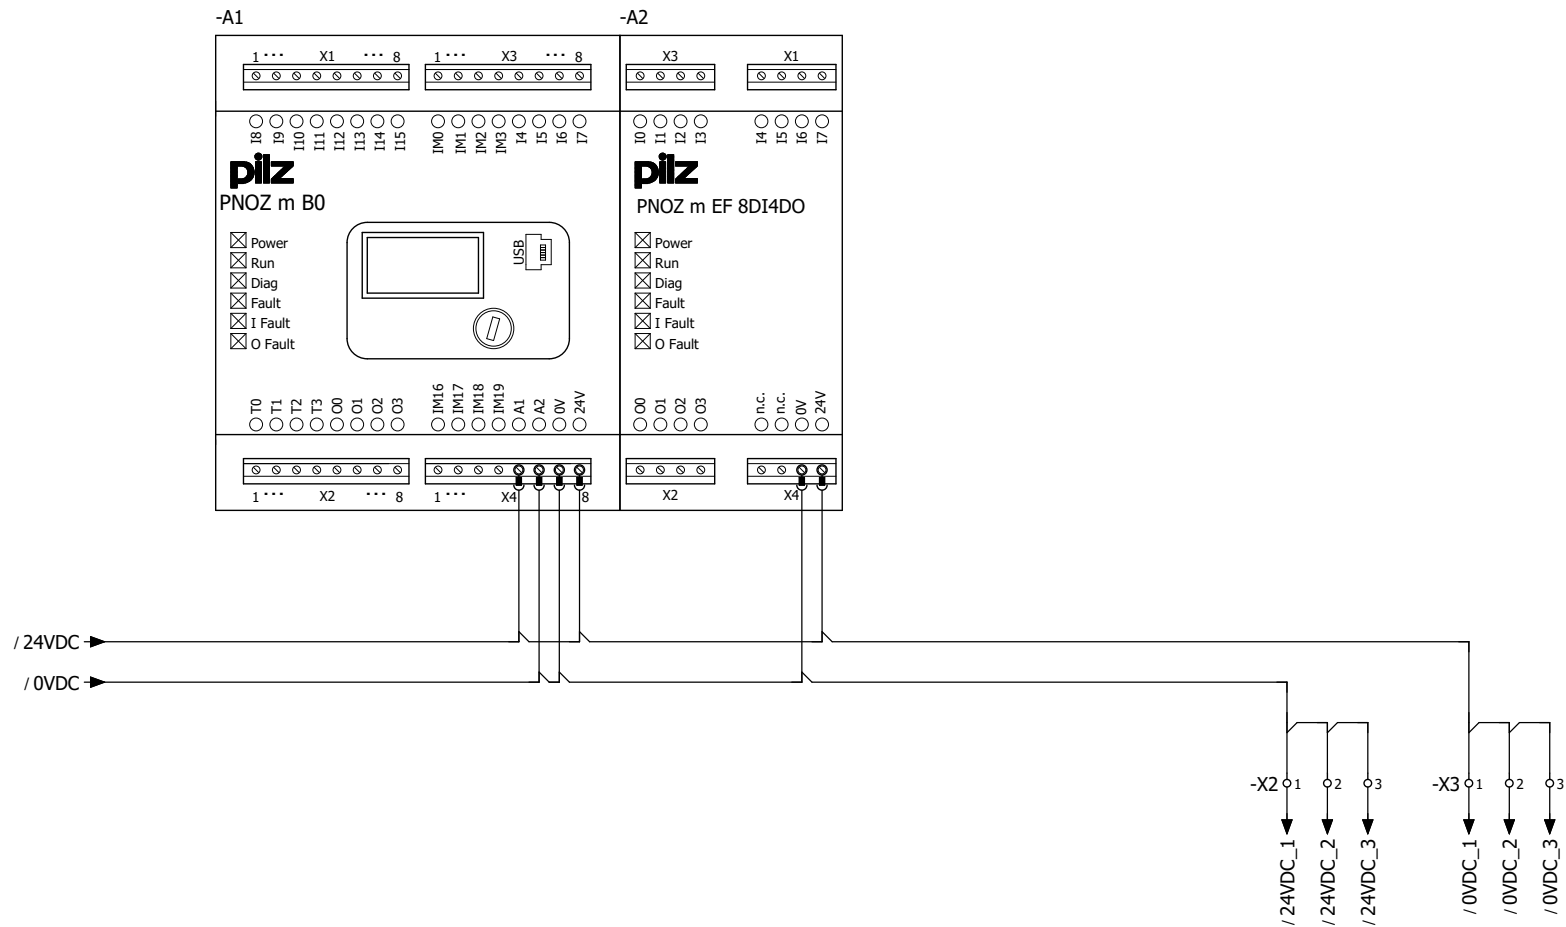 -A1
-A2
1 ··· X1 ··· 8
1 ··· X3 ··· 8
X3
X1
I8 I9 I10 I11 I12 I13 I14 I15
IM0 IM1 IM2 IM3 I4 I5 I6 I7
I0 I1 I2 I3
I4 I5 I6 I7
pilz
PNOZ m B0
pilz
PNOZ m EF 8DI4DO
Power
Run
Diag
Fault
I Fault
O Fault
USB
Power
Run
Diag
Fault
I Fault
O Fault
T0 T1 T2 T3 O0 O1 O2 O3
IM16 IM17 IM18 IM19 A1 A2 0V 24V
O0 O1 O2 O3
n.c. n.c. 0V 24V
1 ··· X2 ··· 8
1 ··· X4 8
X2
X4
/ 24VDC
/ 0VDC
-X2 1 2 3
-X3 1 2 3
/ 24VDC_1
/ 24VDC_2
/ 24VDC_3
/ 0VDC_1
/ 0VDC_2
/ 0VDC_3